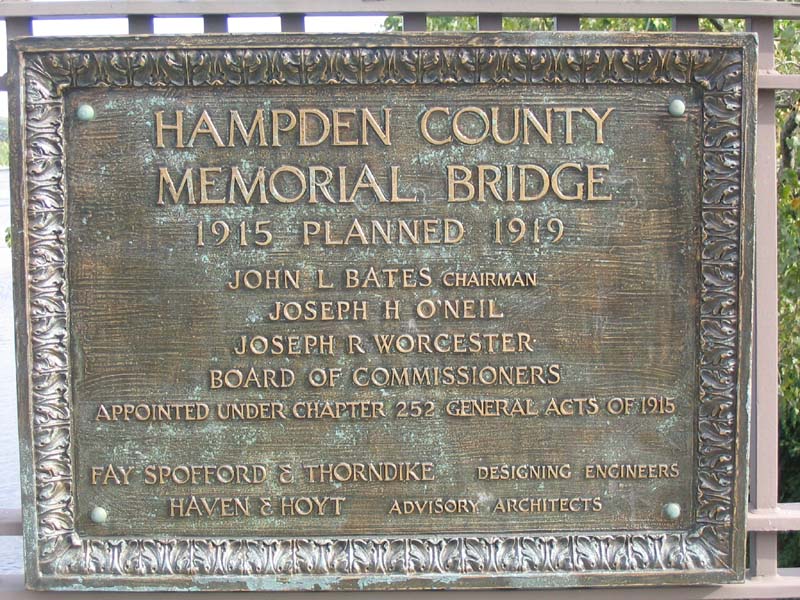 HAMPDEN COUNTY
MEMORIAL BRIDGE
1915 PLANNED 1919
JOHN L BATES CHAIRMAN
JOSEPH H O'NEIL
JOSEPH R WORCESTER
BOARD OF COMMISSIONERS
APPOINTED UNDER CHAPTER 252 GENERAL ACTS OF 1915
FAY SPOFFORD & THORNDIKE DESIGNING ENGINEERS
HAVEN & HOYT ADVISORY ARCHITECTS